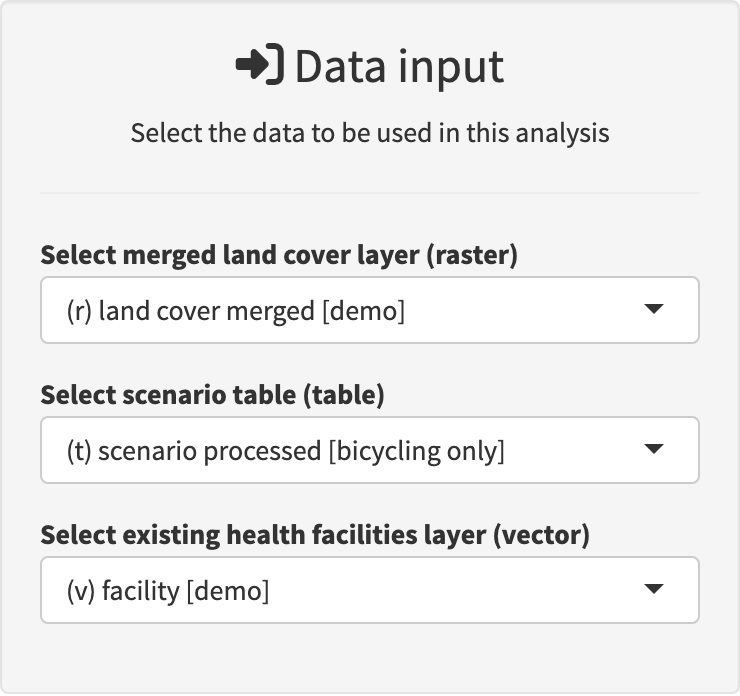 Data input
Select the data to be used in this analysis
Select merged land cover layer (raster)
(r) land cover merged [demo]
Select scenario table (table)
(t) scenario processed [bicycling only]
Select existing health facilities layer (vector)
(v) facility [demo]